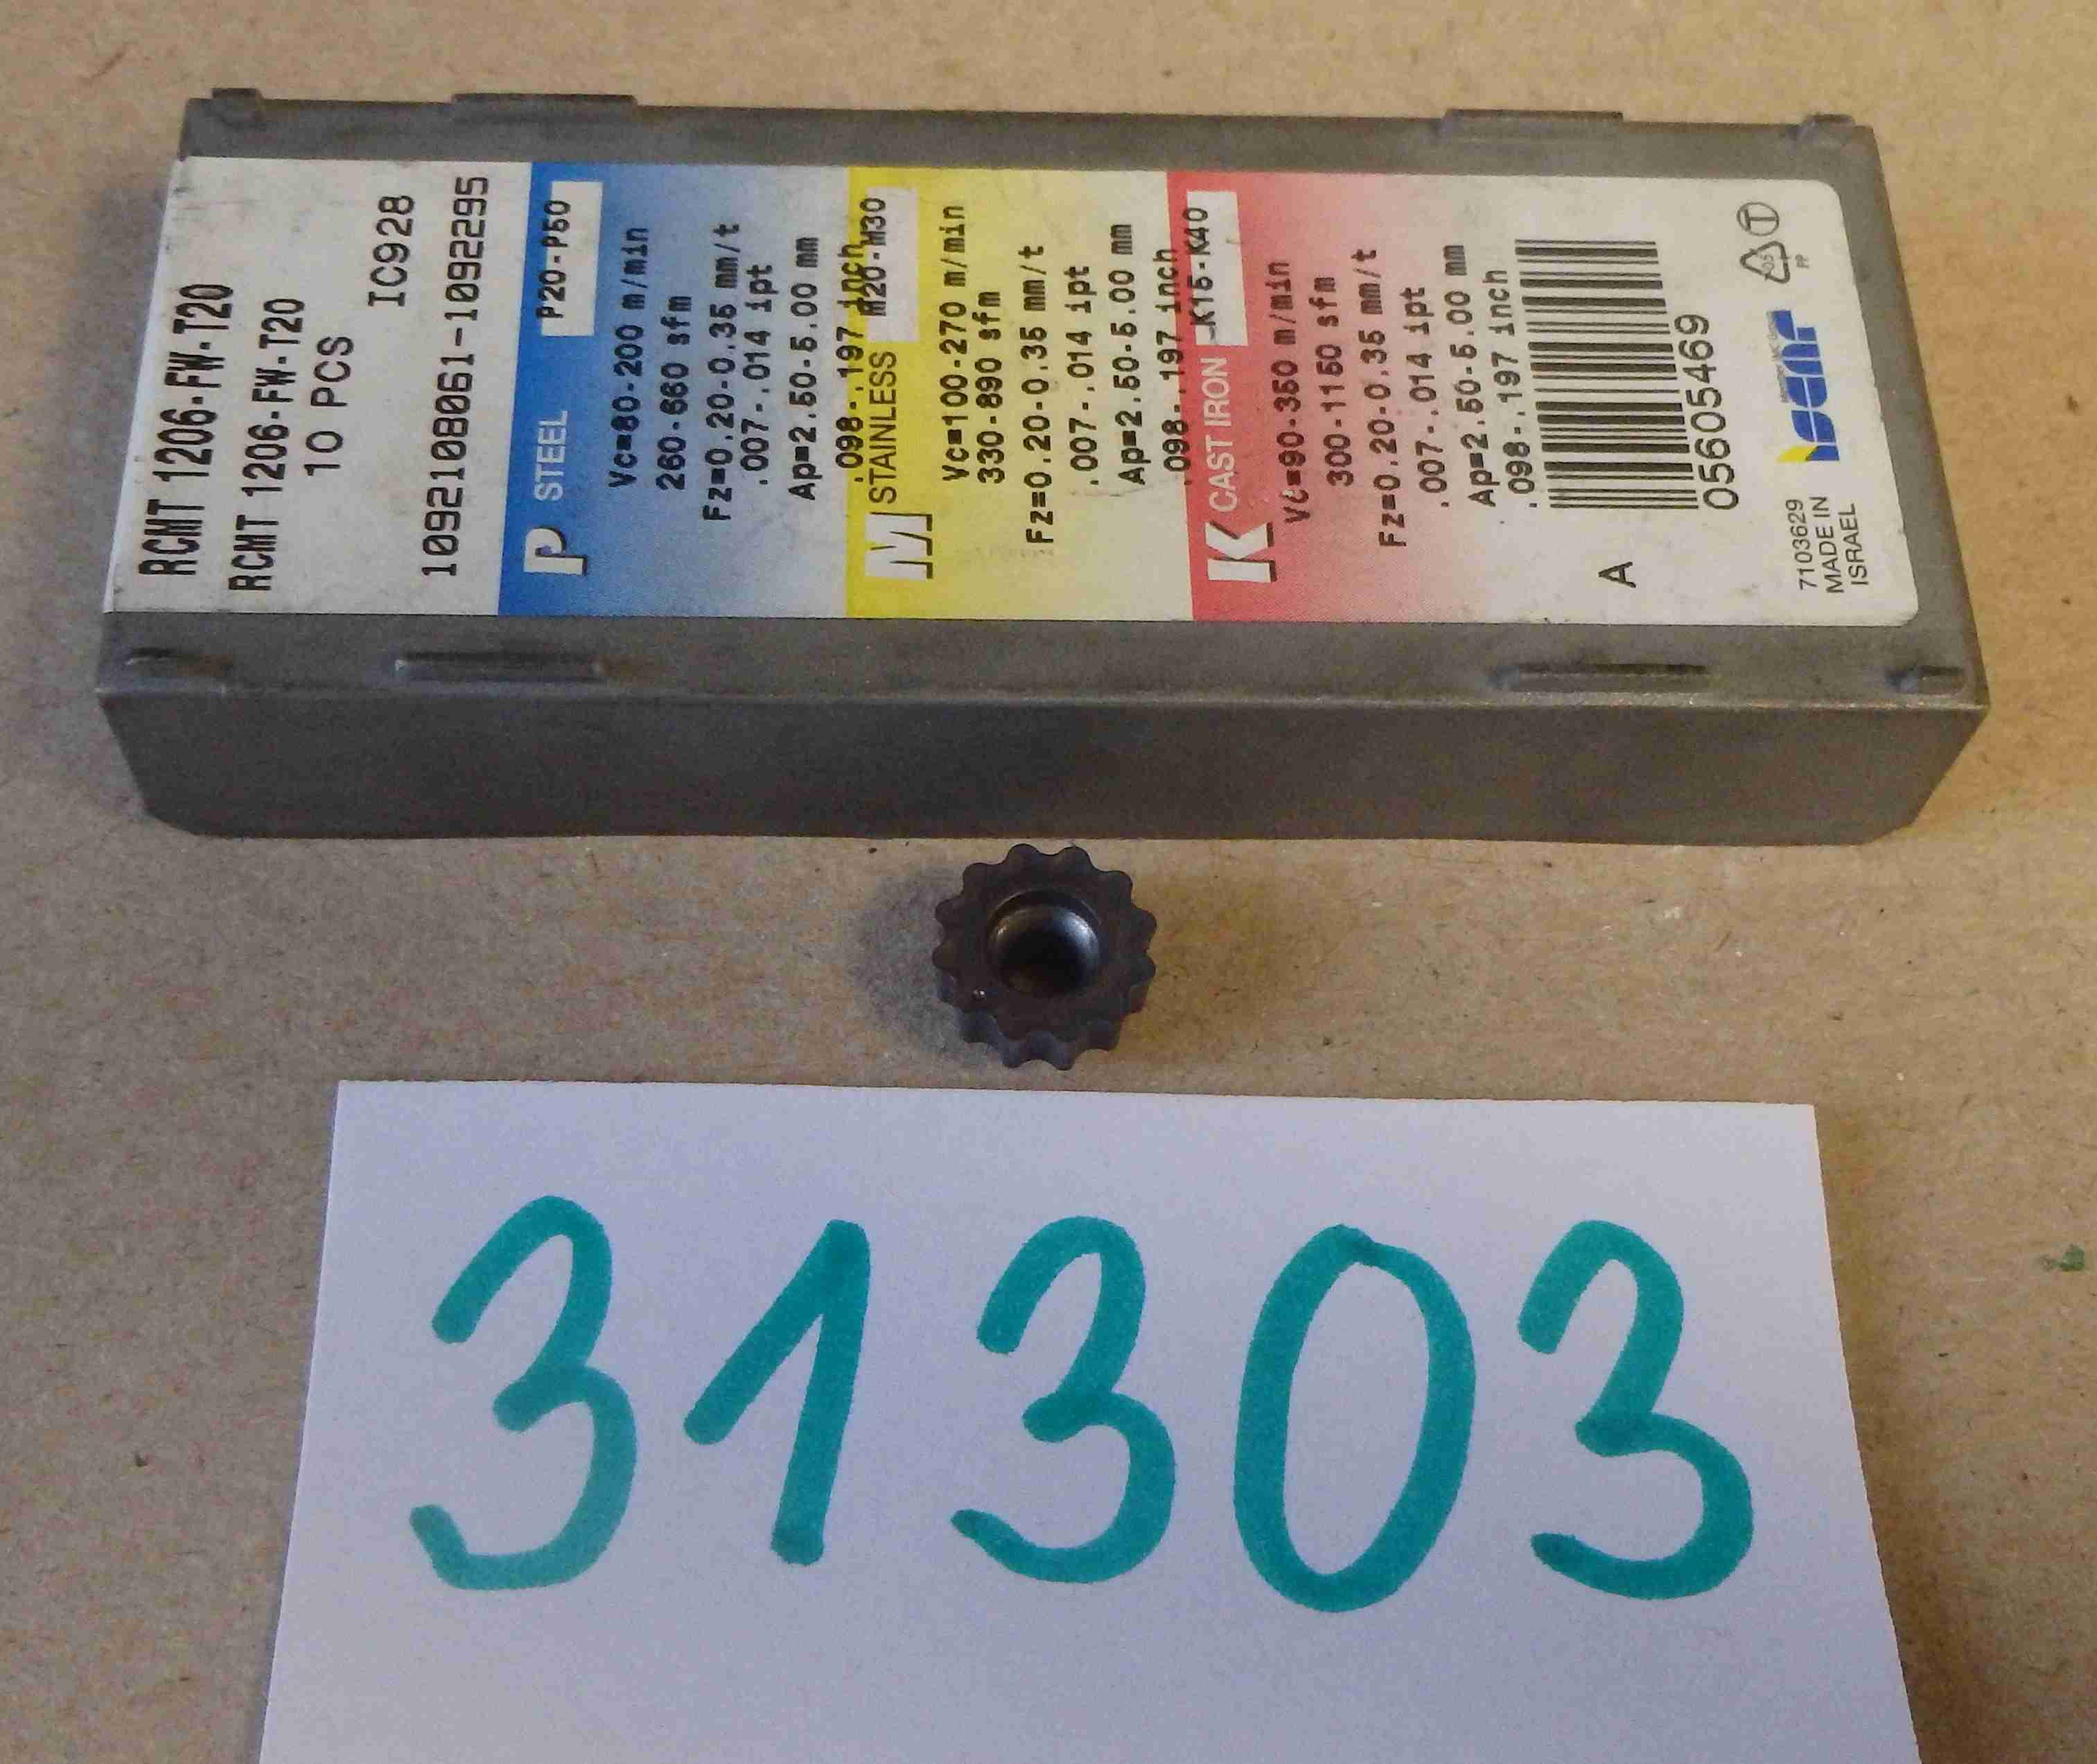 RCMT 1206-FW-T20
RCMT 1206-FW-T20
10 PCS
IC928
1092108061-1092295
P STEEL P20-P50
Vc=80-200 m/min
260-660 sfm
Fz=0.20-0.35 mm/t
.007-.014 ipt
Ap=2.50-5.00 mm
.098-.197 inch
M STAINLESS M20-M30
Vc=100-270 m/min
330-890 sfm
Fz=0.20-0.35 mm/t
.007-.014 ipt
Ap=2.50-5.00 mm
.098-.197 inch
K CAST IRON K15-K40
Vc=90-350 m/min
300-1150 sfm
Fz=0.20-0.35 mm/t
.007-.014 ipt
Ap=2.50-5.00 mm
.098-.197 inch
A
05605469
7103629
MADE IN
ISRAEL
iscar
T
05
PP
31303